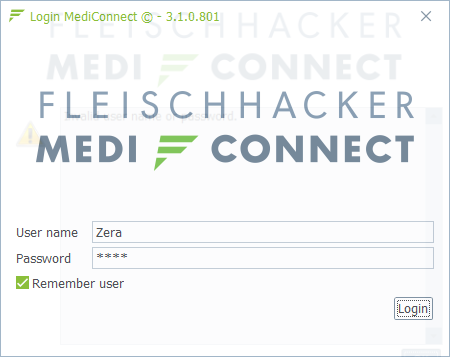 Login MediConnect © - 3.1.0.801
FLEISCHHACKER
MEDI CONNECT
FLEISCHHACKER
MEDI CONNECT
User name Zera
Password ****
Remember user
Login